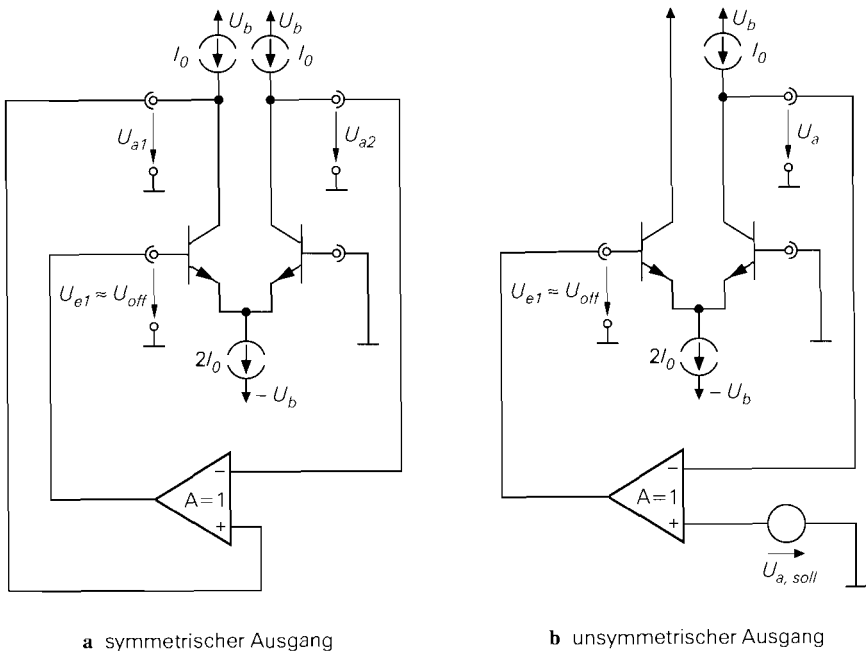 U_b U_b
I_0 I_0
U_a1 U_a2
U_e1 ≈ U_off
2I_0
– U_b
A=1
–
+
a symmetrischer Ausgang
U_b
I_0
U_a
U_e1 ≈ U_off
2I_0
– U_b
A=1
–
+
U_a, soll
b unsymmetrischer Ausgang